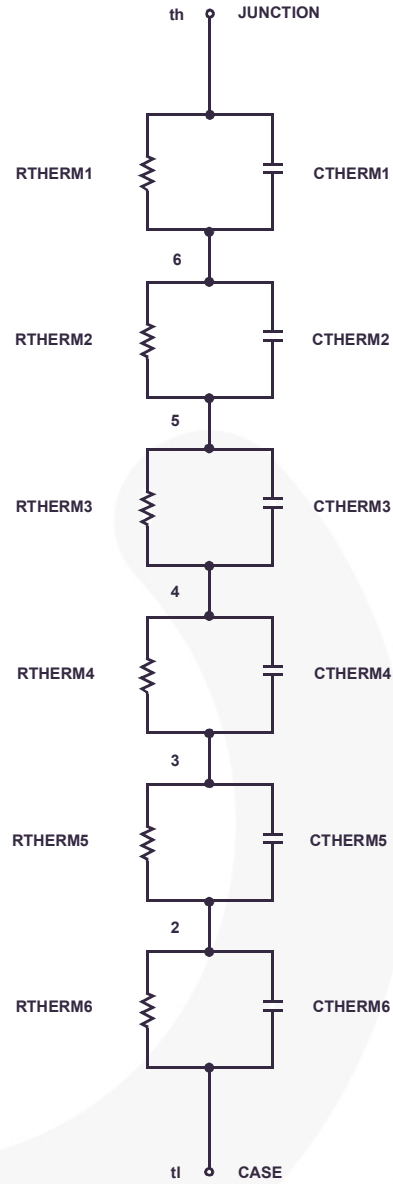 th JUNCTION
RTHERM1 CTHERM1
6
RTHERM2 CTHERM2
5
RTHERM3 CTHERM3
4
RTHERM4 CTHERM4
3
RTHERM5 CTHERM5
2
RTHERM6 CTHERM6
tl CASE